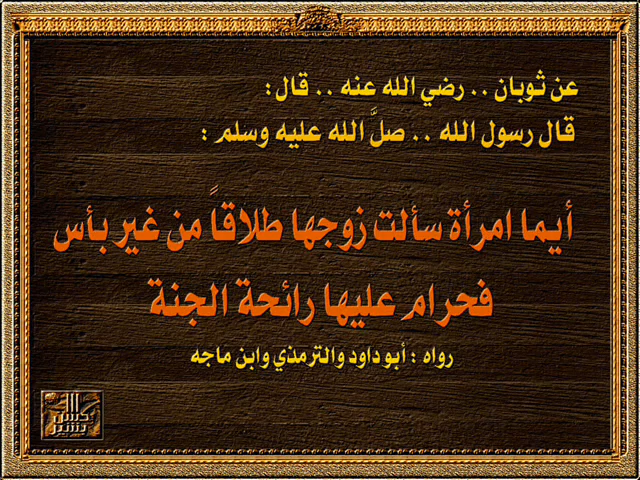 عن ثوبان .. رضي الله عنه .. قال :
قال رسول الله .. صلَّ الله عليه وسلم :
أيما امرأة سألت زوجها طلاقاً من غير بأس
فحرام عليها رائحة الجنة
رواه : أبو داود والترمذي وابن ماجه